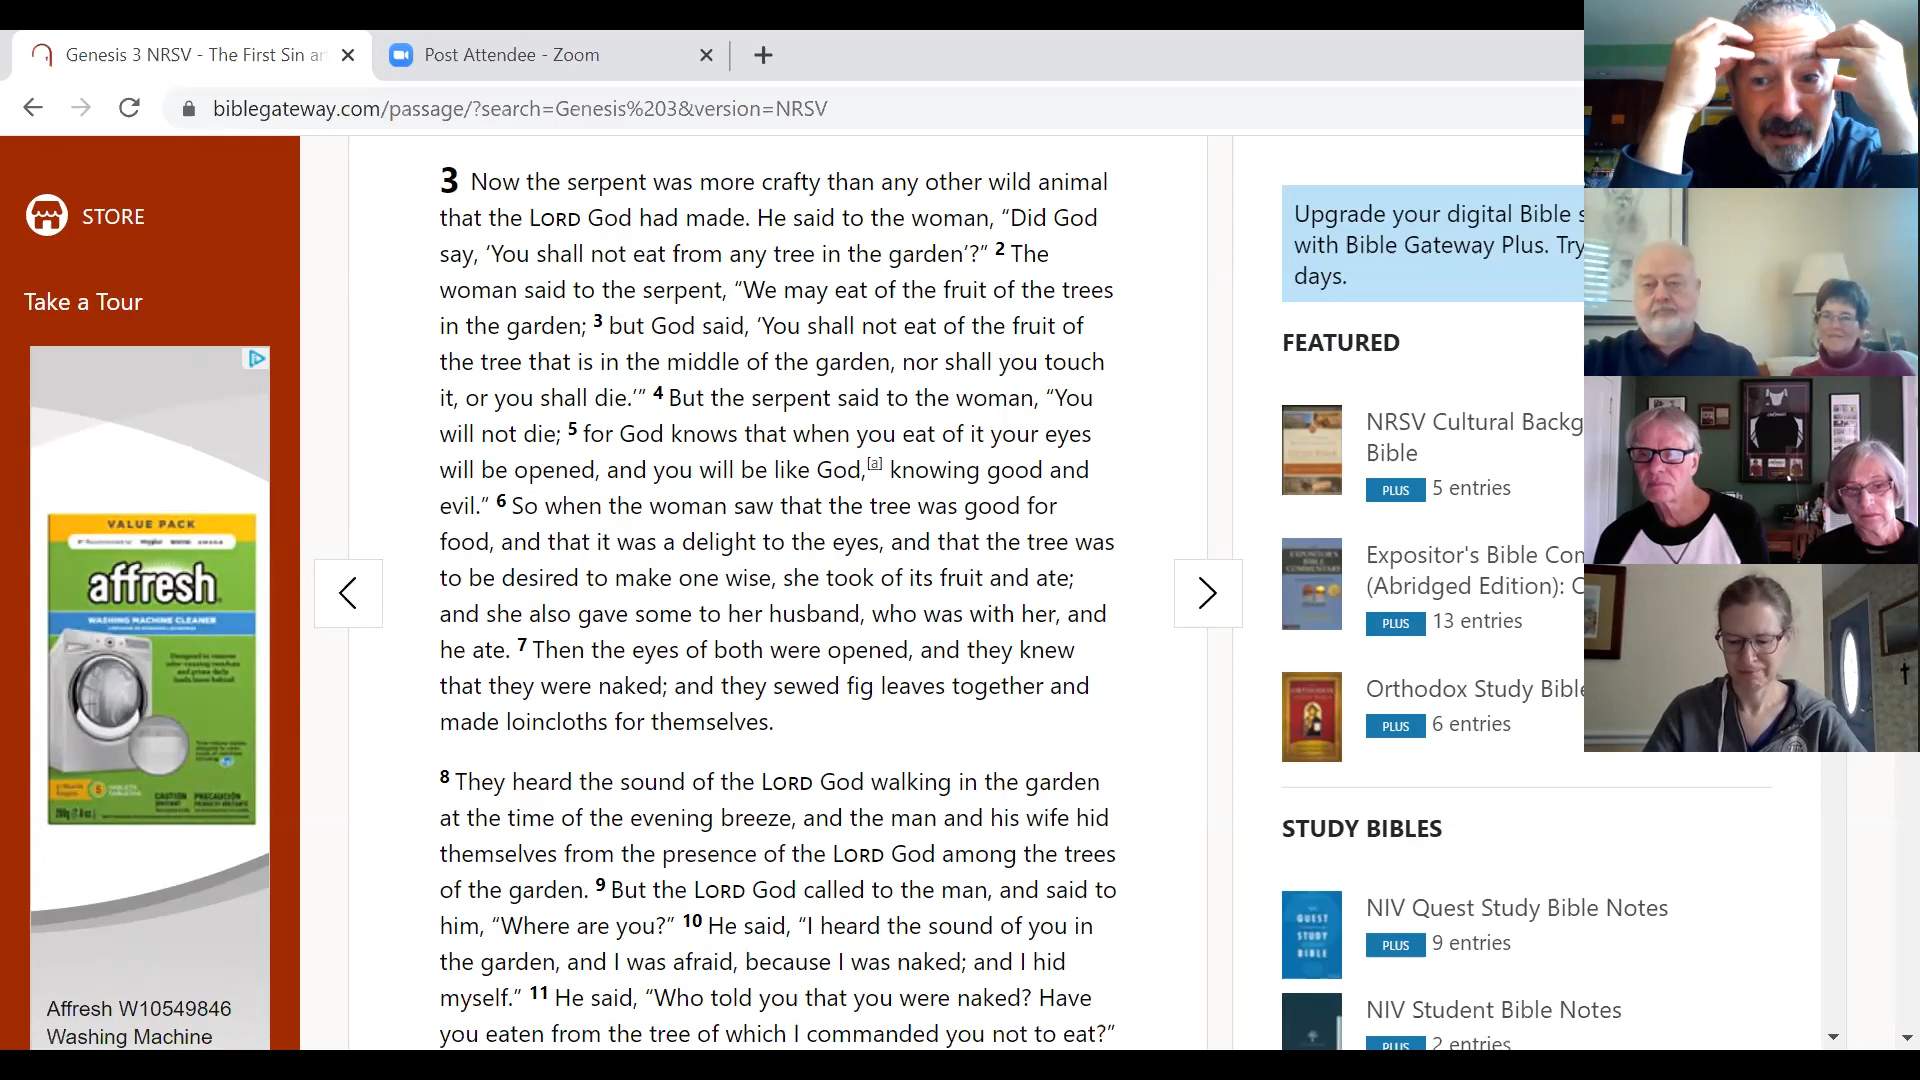 Genesis 3 NRSV - The First Sin an
Post Attendee - Zoom
biblegateway.com/passage/?search=Genesis%203&version=NRSV
STORE
Take a Tour
VALUE PACK
affresh
WASHING MACHINE CLEANER
CAUTION
PRECAUCIÓN
Affresh W10549846
Washing Machine
3 Now the serpent was more crafty than any other wild animal
that the LORD God had made. He said to the woman, “Did God
say, ‘You shall not eat from any tree in the garden’?” 2 The
woman said to the serpent, “We may eat of the fruit of the trees
in the garden; 3 but God said, ‘You shall not eat of the fruit of
the tree that is in the middle of the garden, nor shall you touch
it, or you shall die.’” 4 But the serpent said to the woman, “You
will not die; 5 for God knows that when you eat of it your eyes
will be opened, and you will be like God,[a] knowing good and
evil.” 6 So when the woman saw that the tree was good for
food, and that it was a delight to the eyes, and that the tree was
to be desired to make one wise, she took of its fruit and ate;
and she also gave some to her husband, who was with her, and
he ate. 7 Then the eyes of both were opened, and they knew
that they were naked; and they sewed fig leaves together and
made loincloths for themselves.
8 They heard the sound of the LORD God walking in the garden
at the time of the evening breeze, and the man and his wife hid
themselves from the presence of the LORD God among the trees
of the garden. 9 But the LORD God called to the man, and said to
him, “Where are you?” 10 He said, “I heard the sound of you in
the garden, and I was afraid, because I was naked; and I hid
myself.” 11 He said, “Who told you that you were naked? Have
you eaten from the tree of which I commanded you not to eat?”
Upgrade your digital Bible s
with Bible Gateway Plus. Try
days.
FEATURED
NRSV Cultural Backg
Bible
PLUS 5 entries
Expositor's Bible Con
(Abridged Edition): C
PLUS 13 entries
Orthodox Study Bible
PLUS 6 entries
STUDY BIBLES
QUEST
STUDY
BIBLE
NIV Quest Study Bible Notes
PLUS 9 entries
NIV Student Bible Notes
PLUS 2 entries